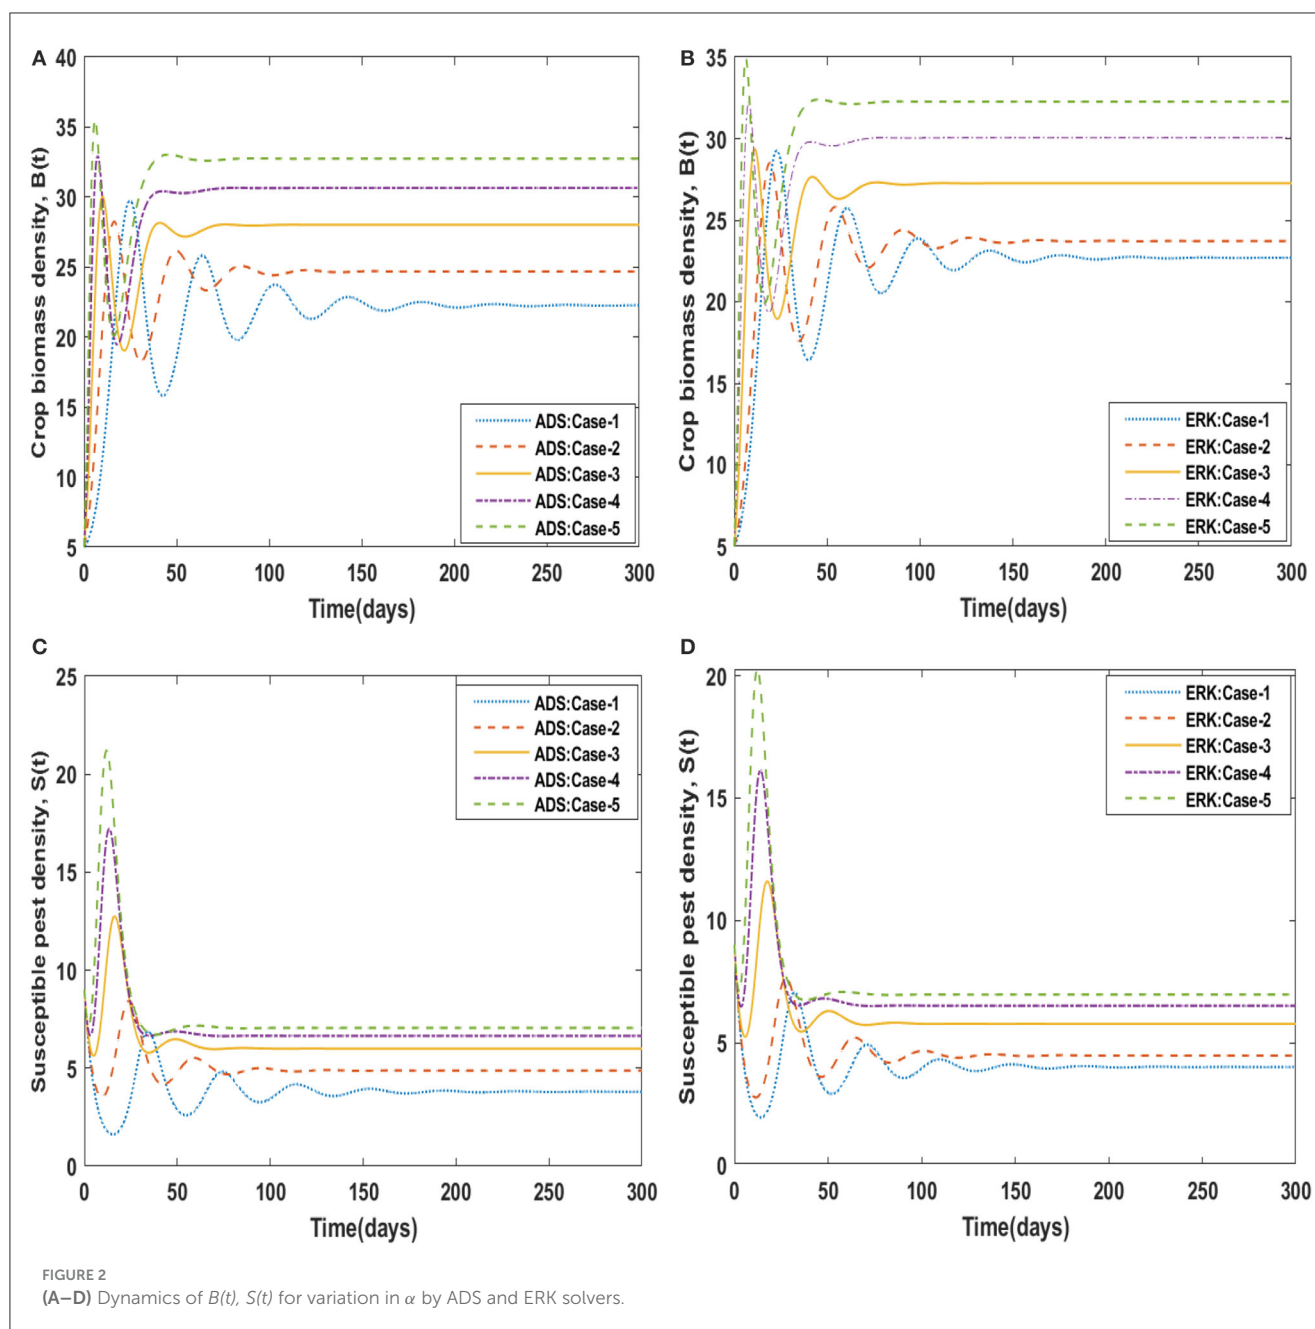 A
40
35
30
25
20
15
10
5
Crop biomass density, B(t)
ADS:Case-1
ADS:Case-2
ADS:Case-3
ADS:Case-4
ADS:Case-5
0 50 100 150 200 250 300
Time(days)
B
35
30
25
20
15
10
5
Crop biomass density, B(t)
ERK:Case-1
ERK:Case-2
ERK:Case-3
ERK:Case-4
ERK:Case-5
0 50 100 150 200 250 300
Time(days)
C
25
20
15
10
5
0
Susceptible pest density, S(t)
ADS:Case-1
ADS:Case-2
ADS:Case-3
ADS:Case-4
ADS:Case-5
0 50 100 150 200 250 300
Time(days)
D
20
15
10
5
0
Susceptible pest density, S(t)
ERK:Case-1
ERK:Case-2
ERK:Case-3
ERK:Case-4
ERK:Case-5
0 50 100 150 200 250 300
Time(days)
FIGURE 2
(A–D) Dynamics of B(t), S(t) for variation in α by ADS and ERK solvers.